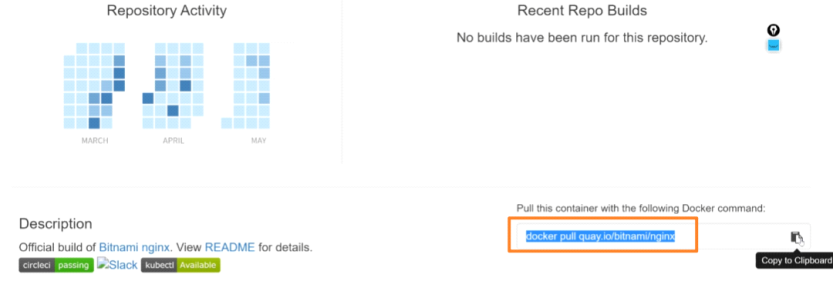 Repository Activity
Recent Repo Builds
No builds have been run for this repository.
MARCH
APRIL
MAY
Pull this container with the following Docker command:
docker pull quay.io/bitnami/nginx
Copy to Clipboard
Description
Official build of Bitnami nginx. View README for details.
circleci passing Slack kubectl Available